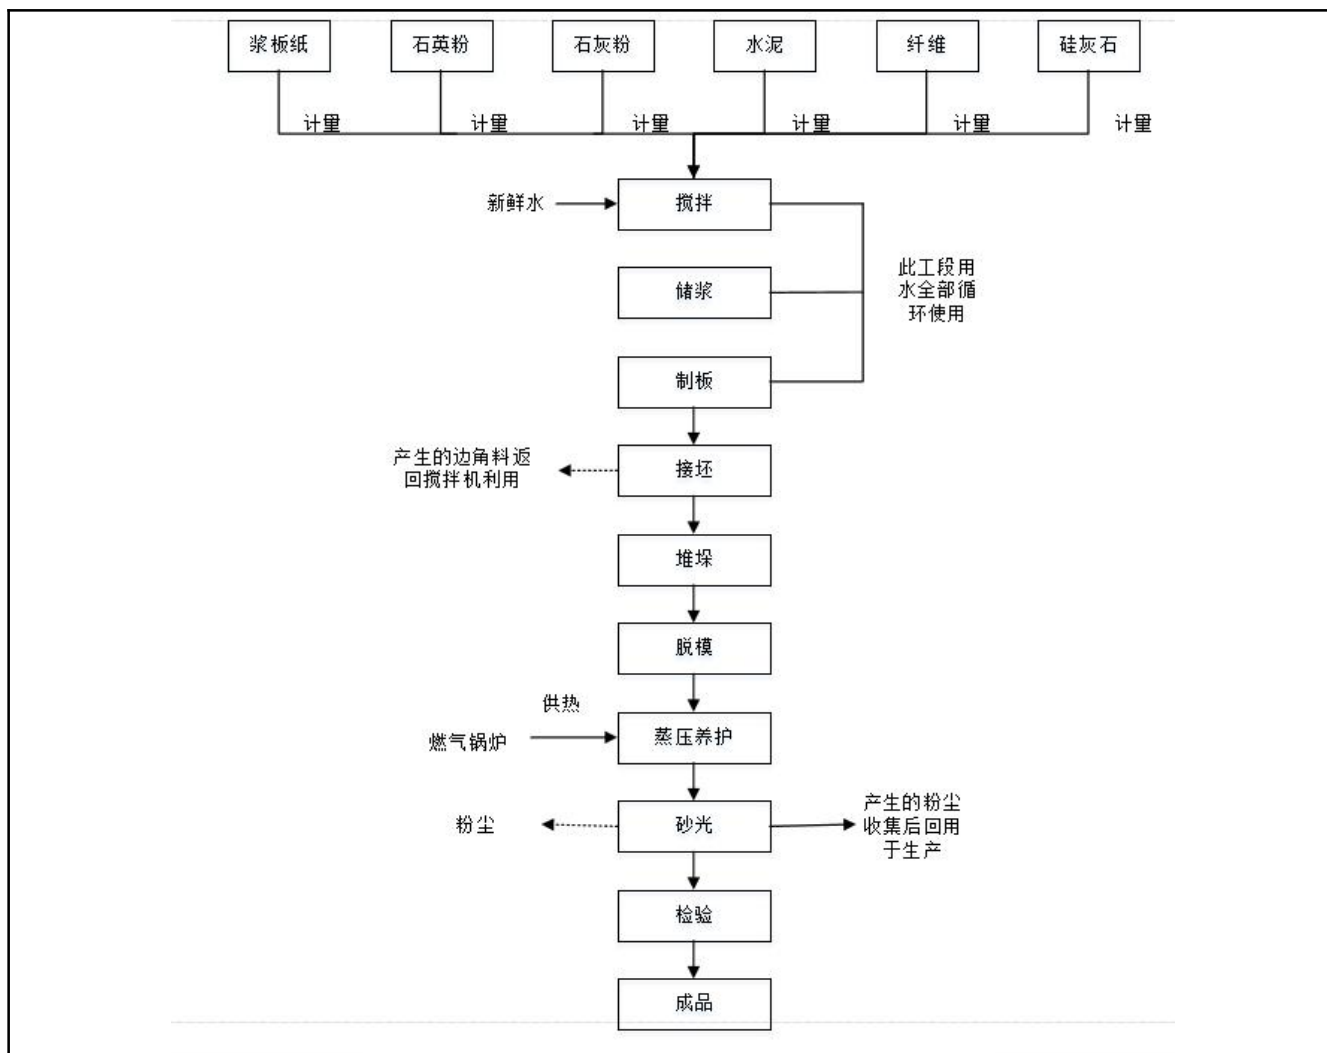 浆板纸
石英粉
石灰粉
水泥
纤维
硅灰石
计量
计量
计量
计量
计量
计量
新鲜水
搅拌
储浆
此工段用
水全部循
环使用
制板
产生的边角料返
回搅拌机利用
接坯
堆垛
脱模
供热
燃气锅炉
蒸压养护
粉尘
砂光
产生的粉尘
收集后回用
于生产
检验
成品